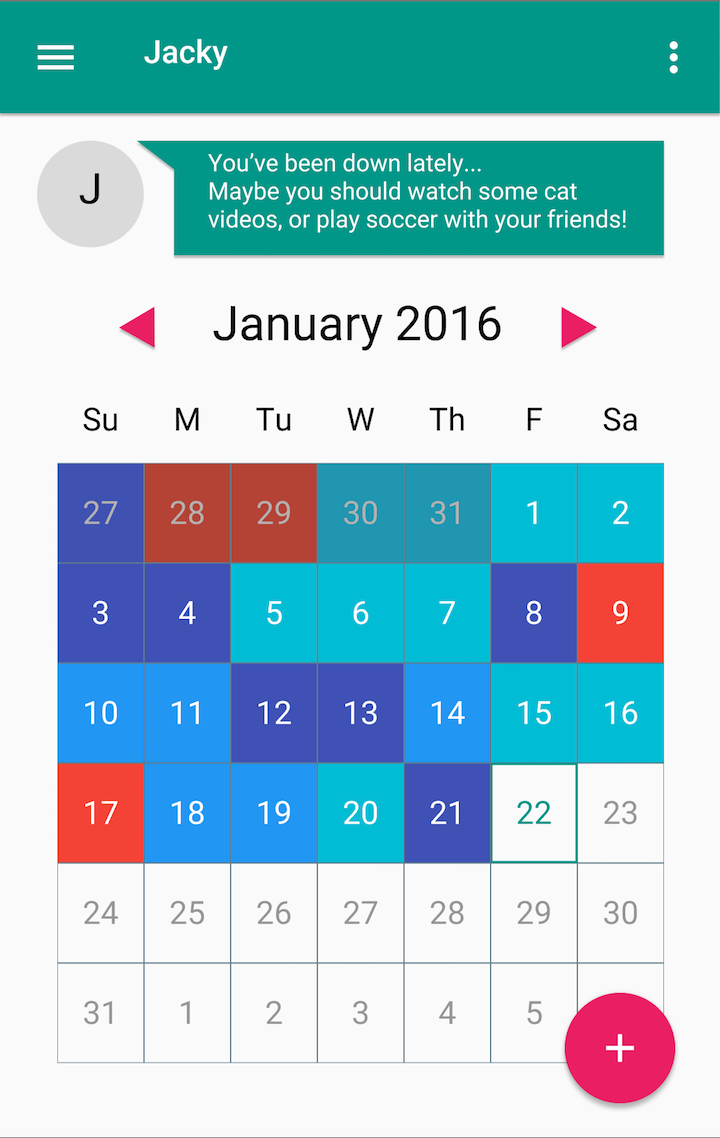 Jacky
J
You’ve been down lately...
Maybe you should watch some cat
videos, or play soccer with your friends!
January 2016
Su M Tu W Th F Sa
27 28 29 30 31 1 2
3 4 5 6 7 8 9
10 11 12 13 14 15 16
17 18 19 20 21 22 23
24 25 26 27 28 29 30
31 1 2 3 4 5
+